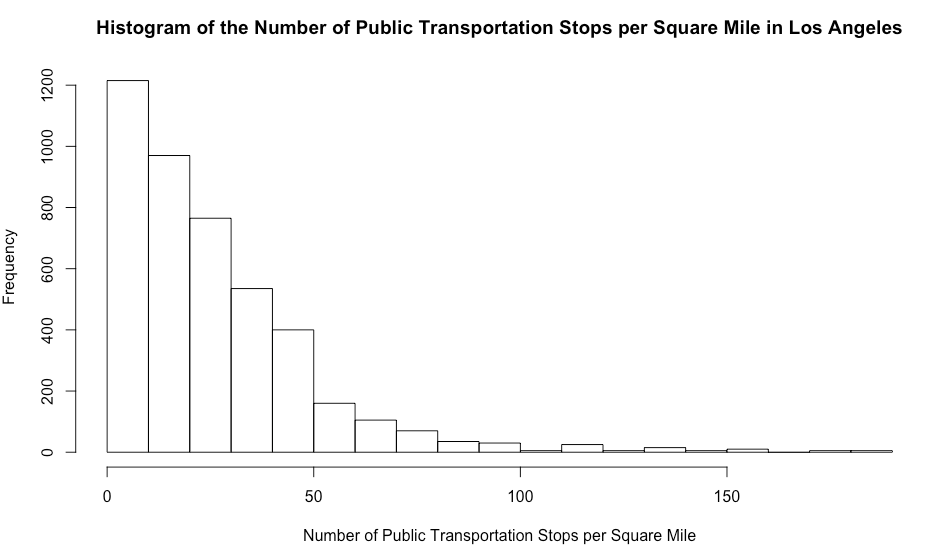 Histogram of the Number of Public Transportation Stops per Square Mile in Los Angeles
Frequency
1200
1000
800
600
400
200
0
0 50 100 150
Number of Public Transportation Stops per Square Mile